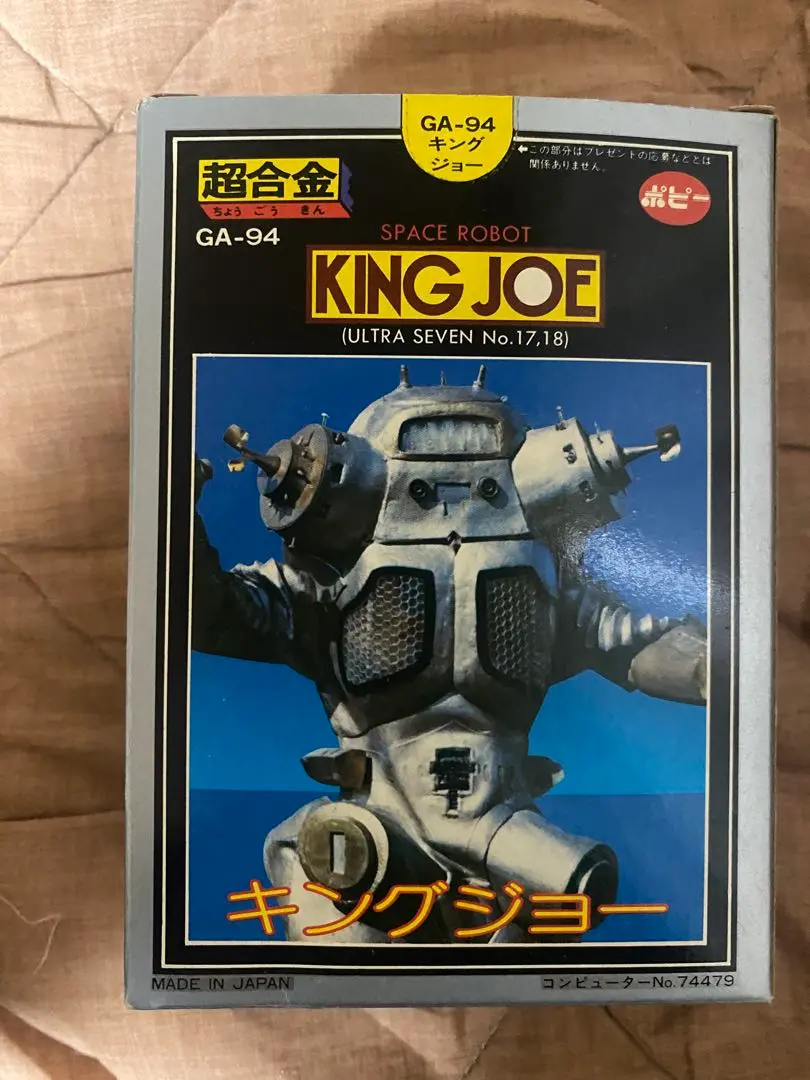 GA-94
キング
ジョー
←この部分はプレゼントの応募などとは
関係ありません。
超合金
ちょう ごう きん
GA-94
ポピー
SPACE ROBOT
KING JOE
(ULTRA SEVEN No.17,18)
キングジョー
MADE IN JAPAN
コンピューターNo.74479